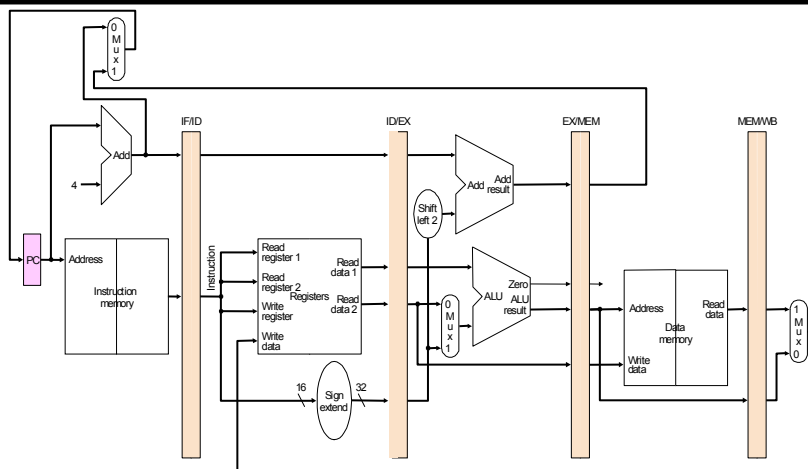 0
M
u
x
1
IF/ID
ID/EX
EX/MEM
MEM/WB
Add
4
Add
Add
result
Shift
left 2
PC
Address
Instruction
memory
Instruction
Read
register 1
Read
register 2
Write
register
Write
data
Registers
Read
data 1
Read
data 2
0
M
u
x
1
ALU
Zero
ALU
result
Address
Write
data
Data
memory
Read
data
1
M
u
x
0
16
Sign
extend
32